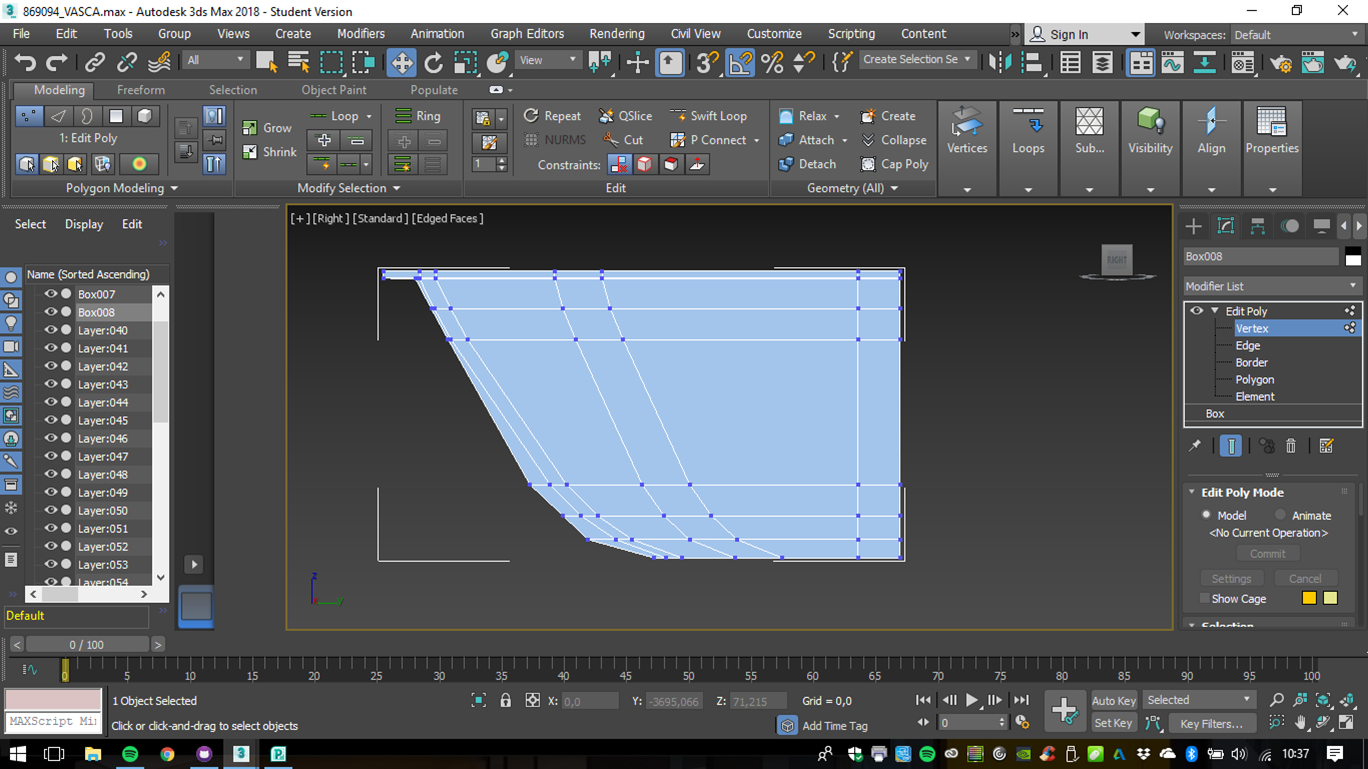 869094_VASCA.max - Autodesk 3ds Max 2018 - Student Version
File Edit Tools Group Views Create Modifiers Animation Graph Editors Rendering Civil View Customize Scripting Content » Sign In Workspaces: Default
All View Create Selection Se
Modeling Freeform Selection Object Paint Populate
1: Edit Poly
Grow
Shrink
Loop
Ring
1
Repeat QSlice Swift Loop
NURMS Cut P Connect
Constraints:
Relax Create
Attach Collapse
Detach Cap Poly
Vertices Loops Sub... Visibility Align Properties
Polygon Modeling Modify Selection Edit Geometry (All)
Select Display Edit
»
Name (Sorted Ascending)
Box007
Box008
Layer:040
Layer:041
Layer:042
Layer:043
Layer:044
Layer:045
Layer:046
Layer:047
Layer:048
Layer:049
Layer:050
Layer:051
Layer:052
Layer:053
Layer:054
Default
[+] [Right] [Standard] [Edged Faces]
RIGHT
z
x y
Box008
Modifier List
Edit Poly
Vertex
Edge
Border
Polygon
Element
Box
Edit Poly Mode
Model Animate
<No Current Operation>
Commit
Settings Cancel
Show Cage
Selection
< 0 / 100 >
0 5 10 15 20 25 30 35 40 45 50 55 60 65 70 75 80 85 90 95 100
1 Object Selected
X: 0,0 Y: -3695,066 Z: 71,215 Grid = 0,0
MAXScript Mi
Click or click-and-drag to select objects
Add Time Tag
0
Auto Key Selected
Set Key Key Filters...
10:37